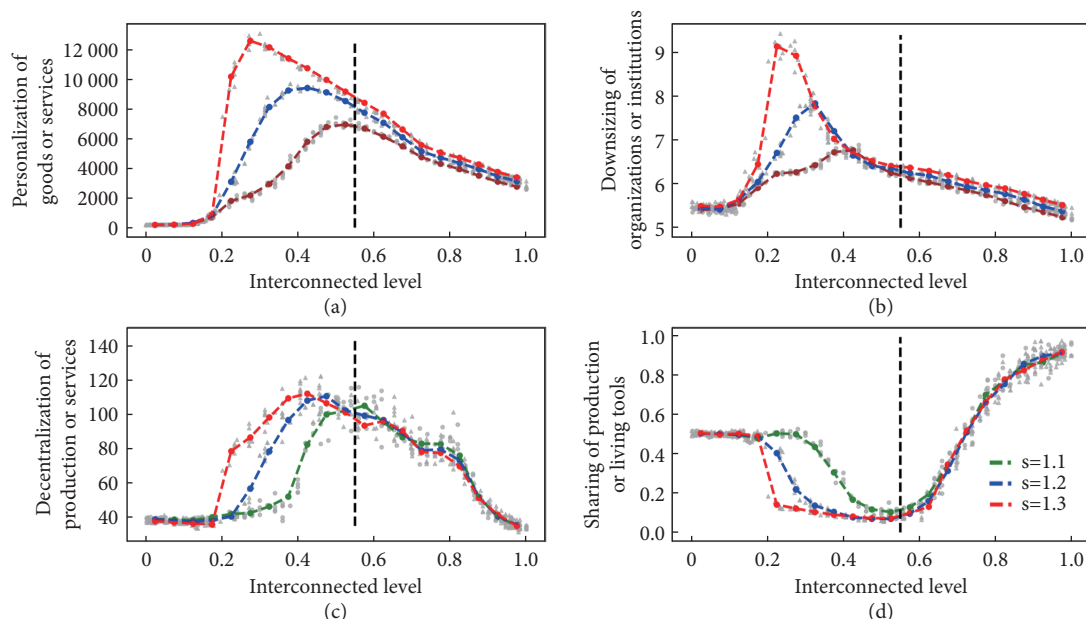 Personalization of
goods or services
12 000
10 000
8000
6000
4000
2000
0
0 0.2 0.4 0.6 0.8 1.0
Interconnected level
(a)
Downsizing of
organizations or institutions
9
8
7
6
5
0 0.2 0.4 0.6 0.8 1.0
Interconnected level
(b)
Decentralization of
production or services
140
120
100
80
60
40
0 0.2 0.4 0.6 0.8 1.0
Interconnected level
(c)
Sharing of production
or living tools
1.0
0.8
0.6
0.4
0.2
0.0
s=1.1
s=1.2
s=1.3
0 0.2 0.4 0.6 0.8 1.0
Interconnected level
(d)